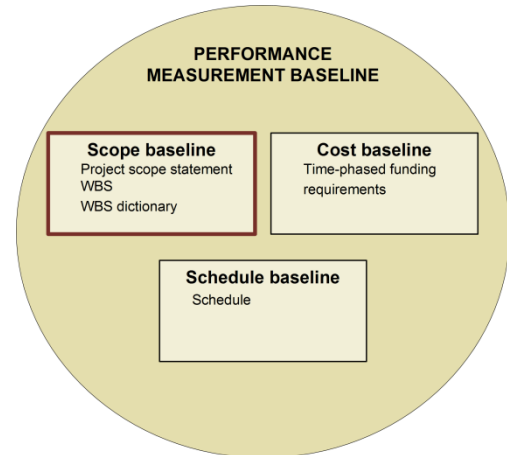 PERFORMANCE
MEASUREMENT BASELINE
Scope baseline
Project scope statement
WBS
WBS dictionary
Cost baseline
Time-phased funding
requirements
Schedule baseline
Schedule